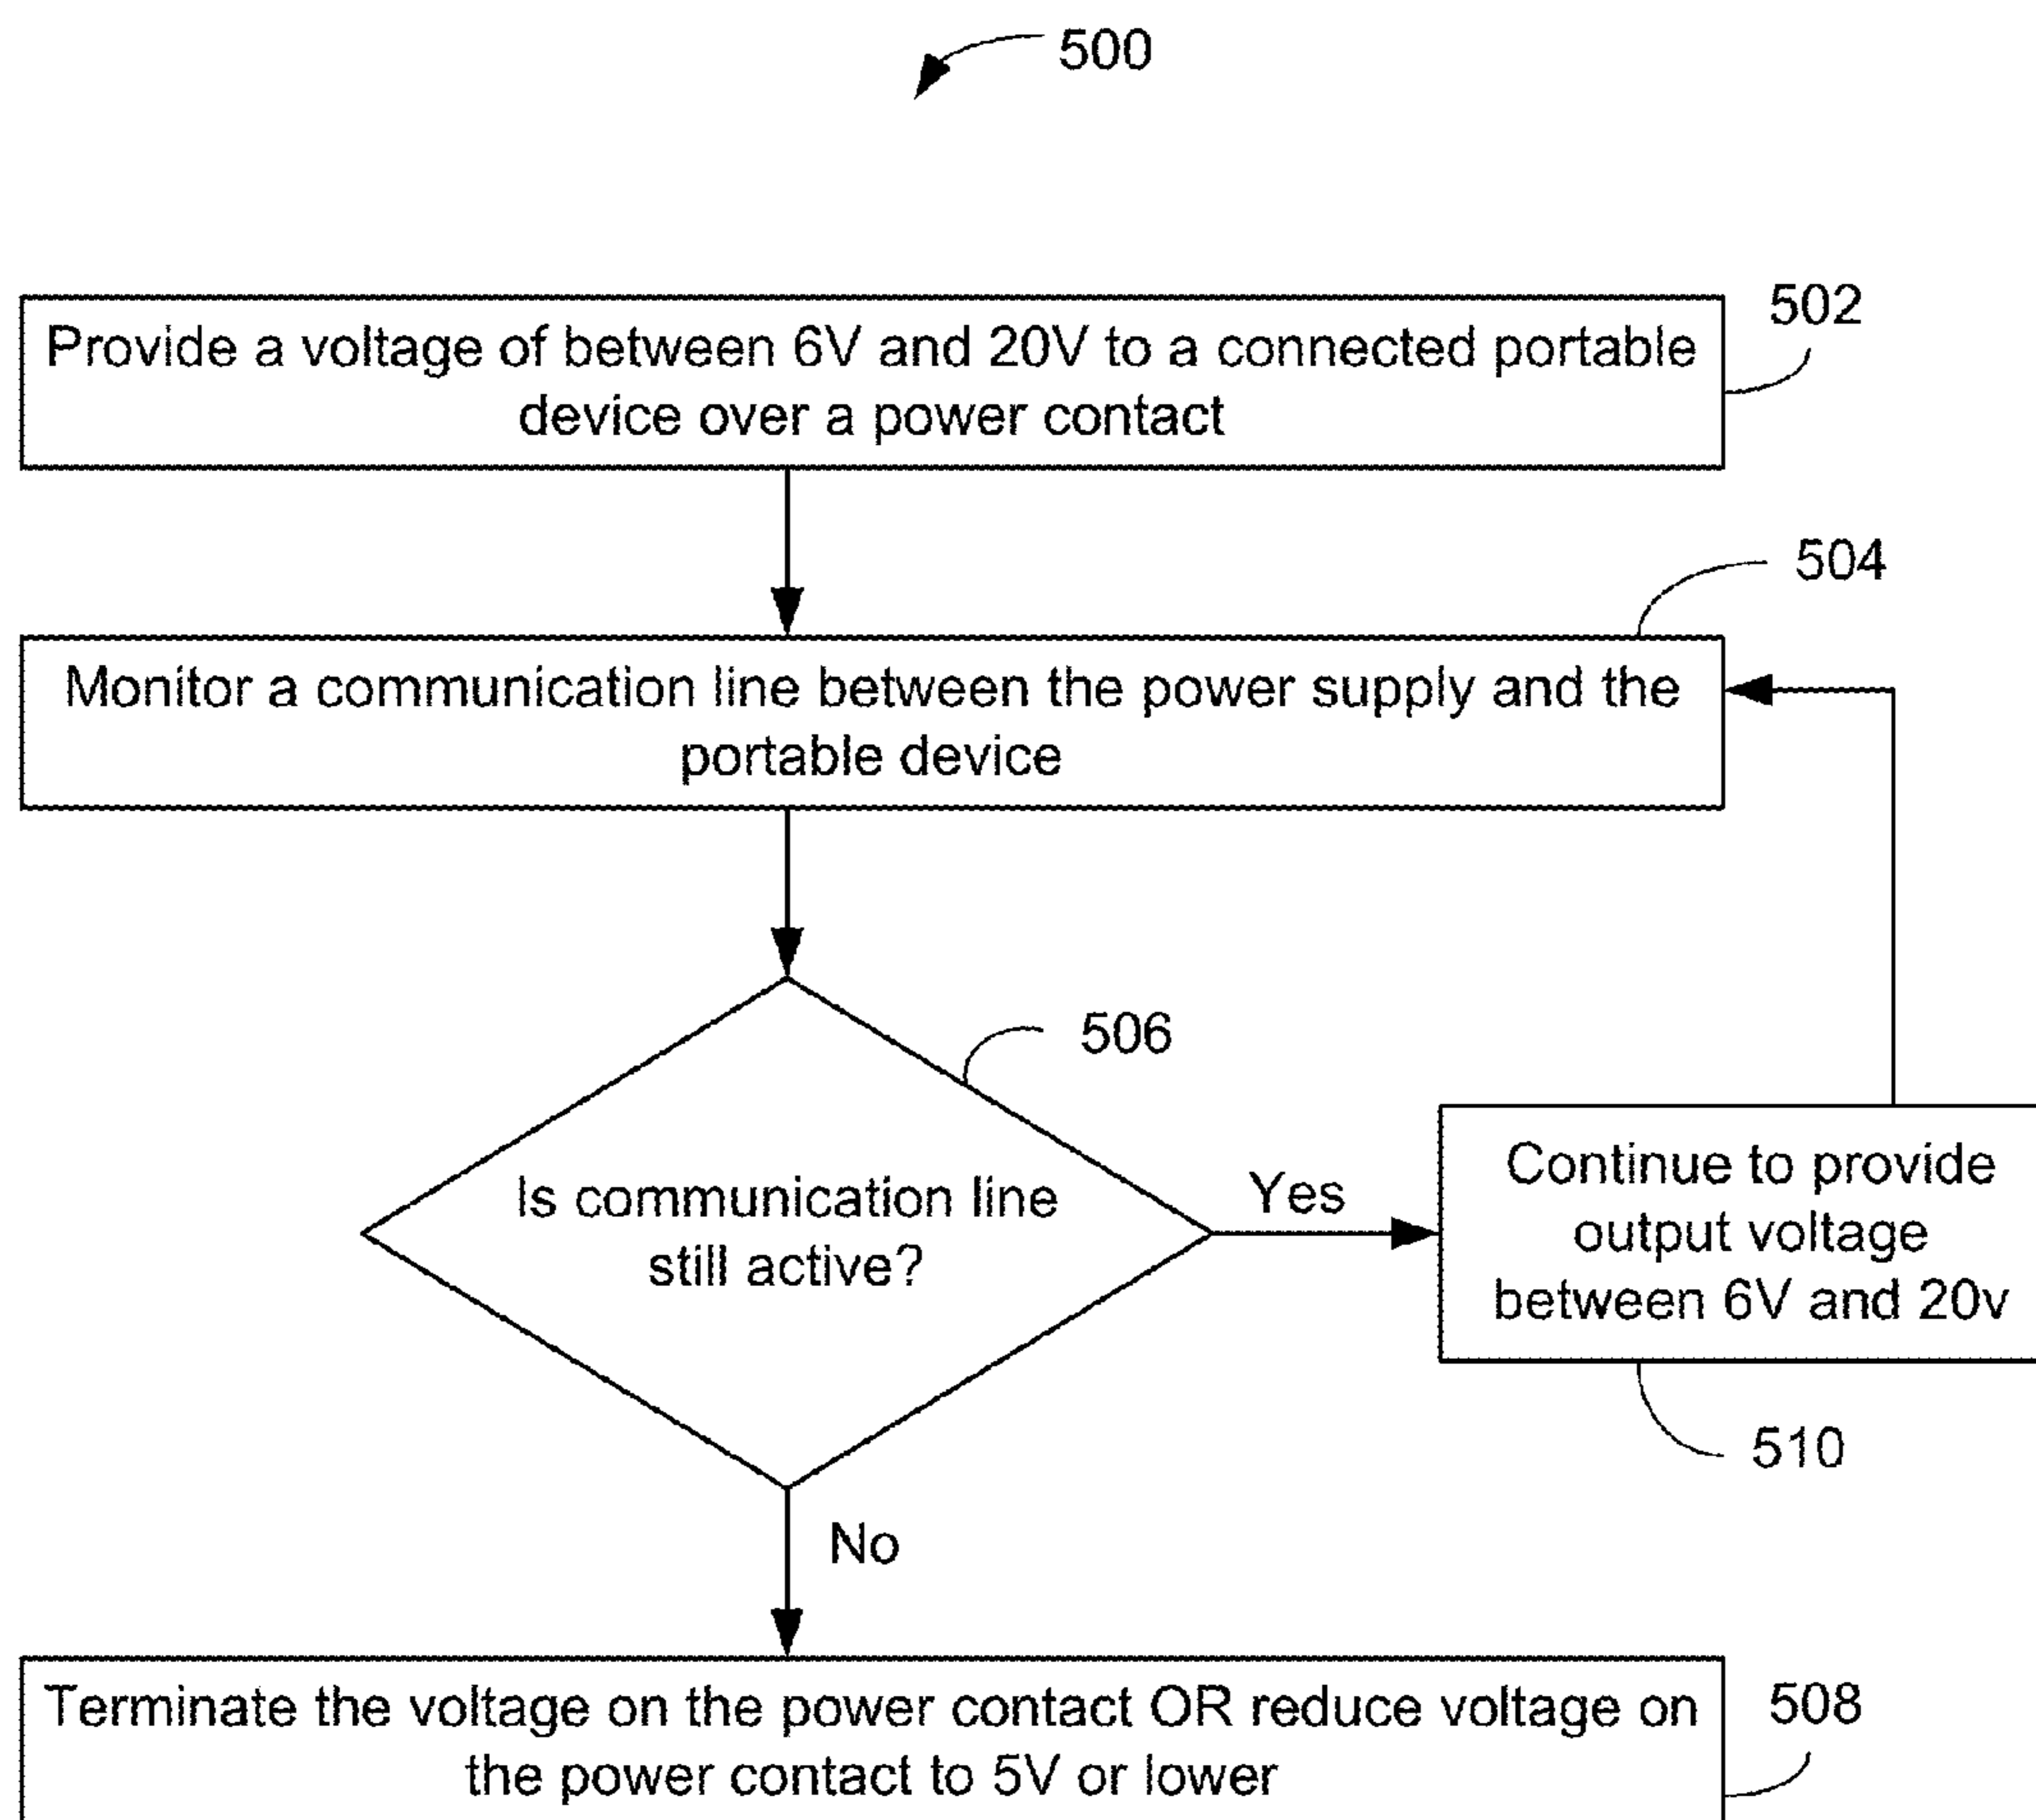 500
Provide a voltage of between 6V and 20V to a connected portable
device over a power contact
502
504
Monitor a communication line between the power supply and the
portable device
506
Is communication line
still active?
Yes
Continue to provide
output voltage
between 6V and 20v
510
No
Terminate the voltage on the power contact OR reduce voltage on
the power contact to 5V or lower
508